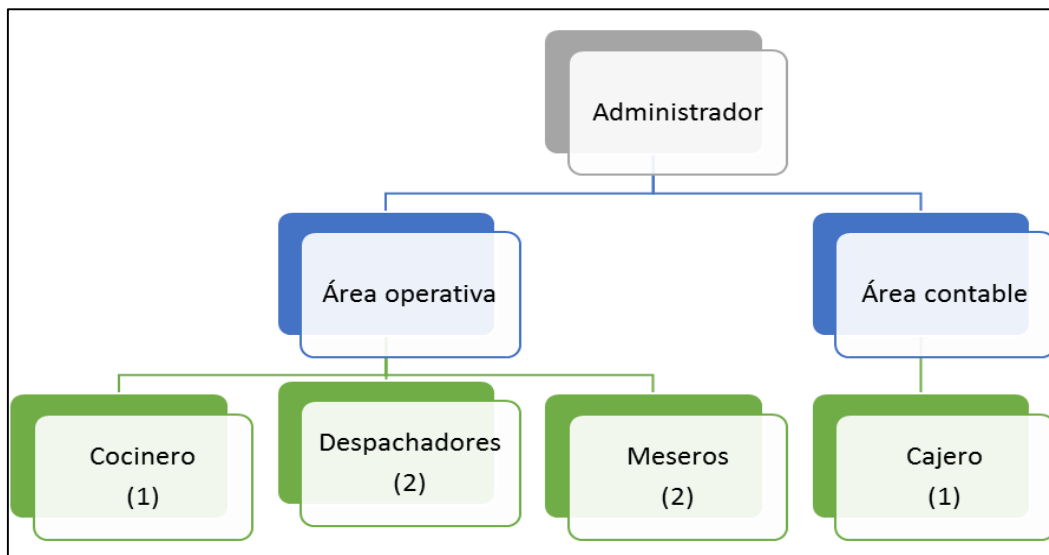 Administrador
Área operativa
Área contable
Cocinero
(1)
Despachadores
(2)
Meseros
(2)
Cajero
(1)